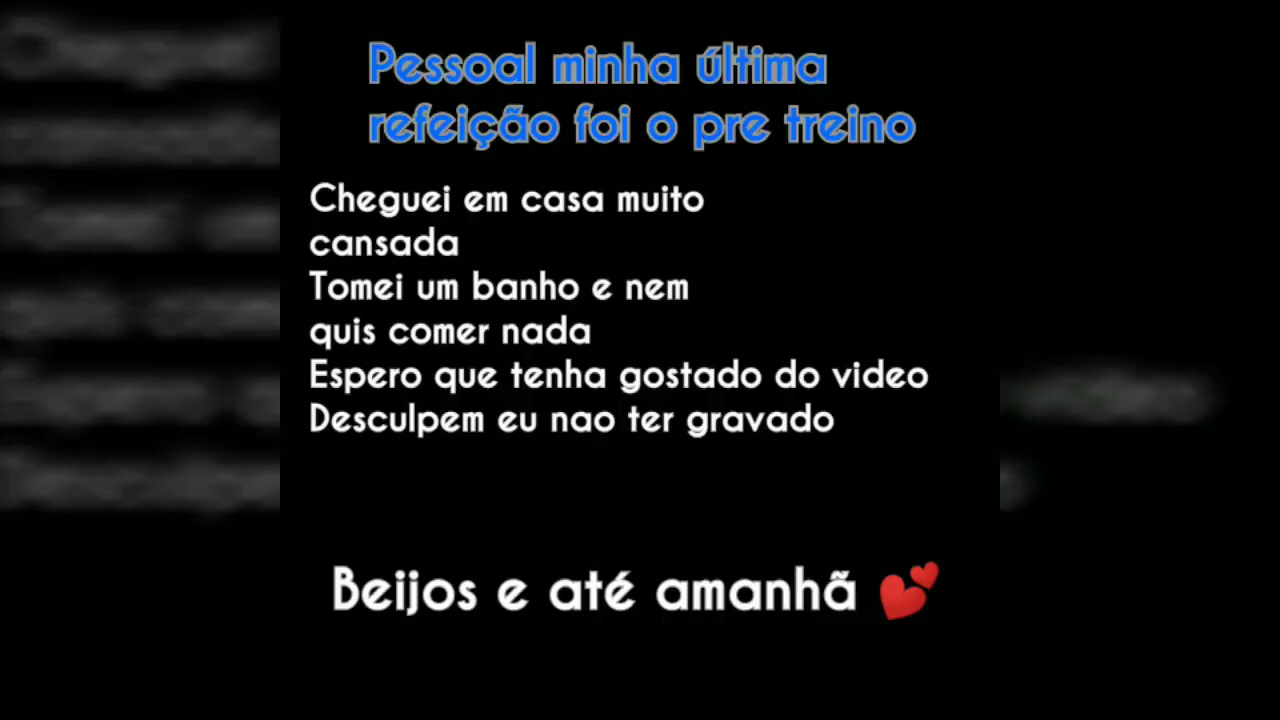 Pessoal minha última
refeição foi o pre treino
Cheguei em casa muito
cansada
Tomei um banho e nem
quis comer nada
Espero que tenha gostado do video
Desculpem eu nao ter gravado
Beijos e até amanhã 💕